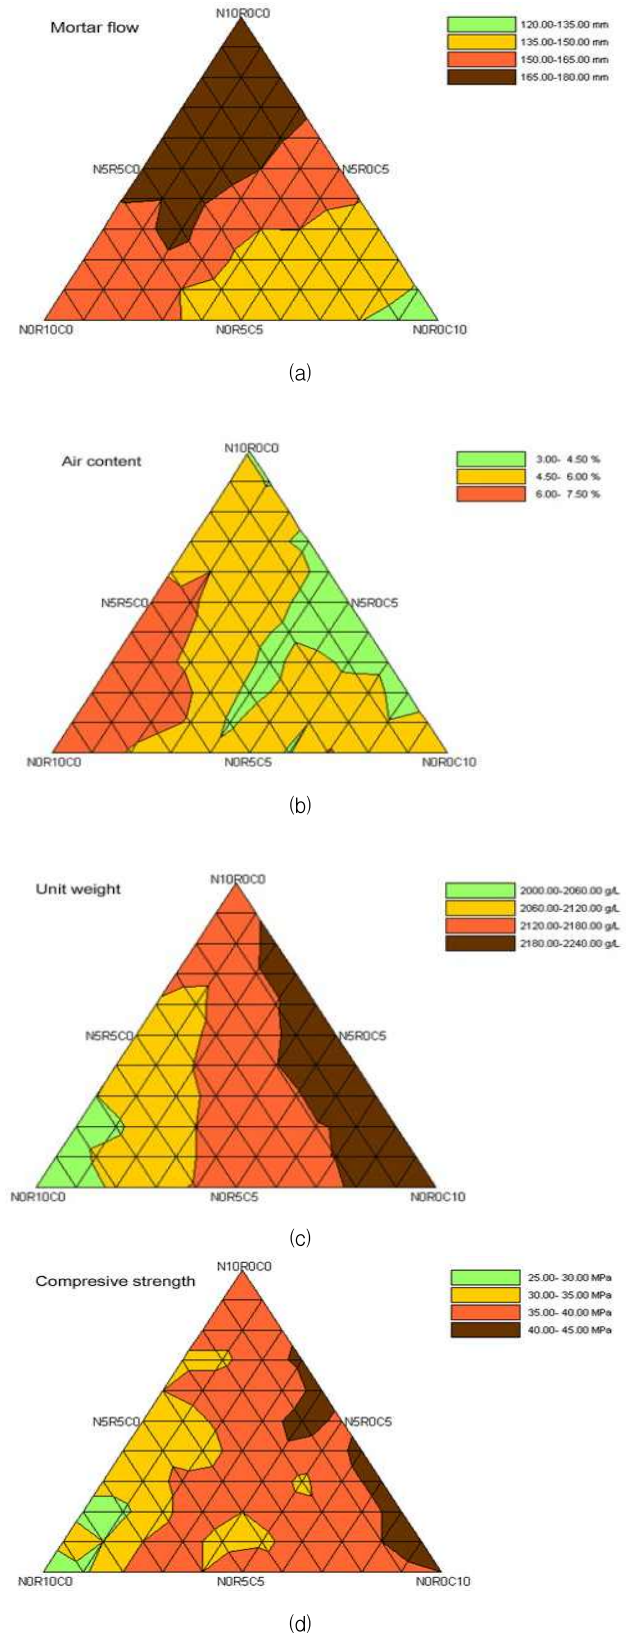 Mortar flow
N10R0C0
120.00-135.00 mm
135.00-150.00 mm
150.00-165.00 mm
165.00-180.00 mm
N5R5C0
N5R0C5
N0R10C0
N0R5C5
N0R0C10
(a)
Air content
N10R0C0
3.00- 4.50 %
4.50- 6.00 %
6.00- 7.50 %
N5R5C0
N5R0C5
N0R10C0
N0R5C5
N0R0C10
(b)
Unit weight
N10R0C0
2000.00-2060.00 g/L
2060.00-2120.00 g/L
2120.00-2180.00 g/L
2180.00-2240.00 g/L
N5R5C0
N5R0C5
N0R10C0
N0R5C5
N0R0C10
(c)
Compresive strength
N10R0C0
25.00- 30.00 MPa
30.00- 35.00 MPa
35.00- 40.00 MPa
40.00- 45.00 MPa
N5R5C0
N5R0C5
N0R10C0
N0R5C5
N0R0C10
(d)